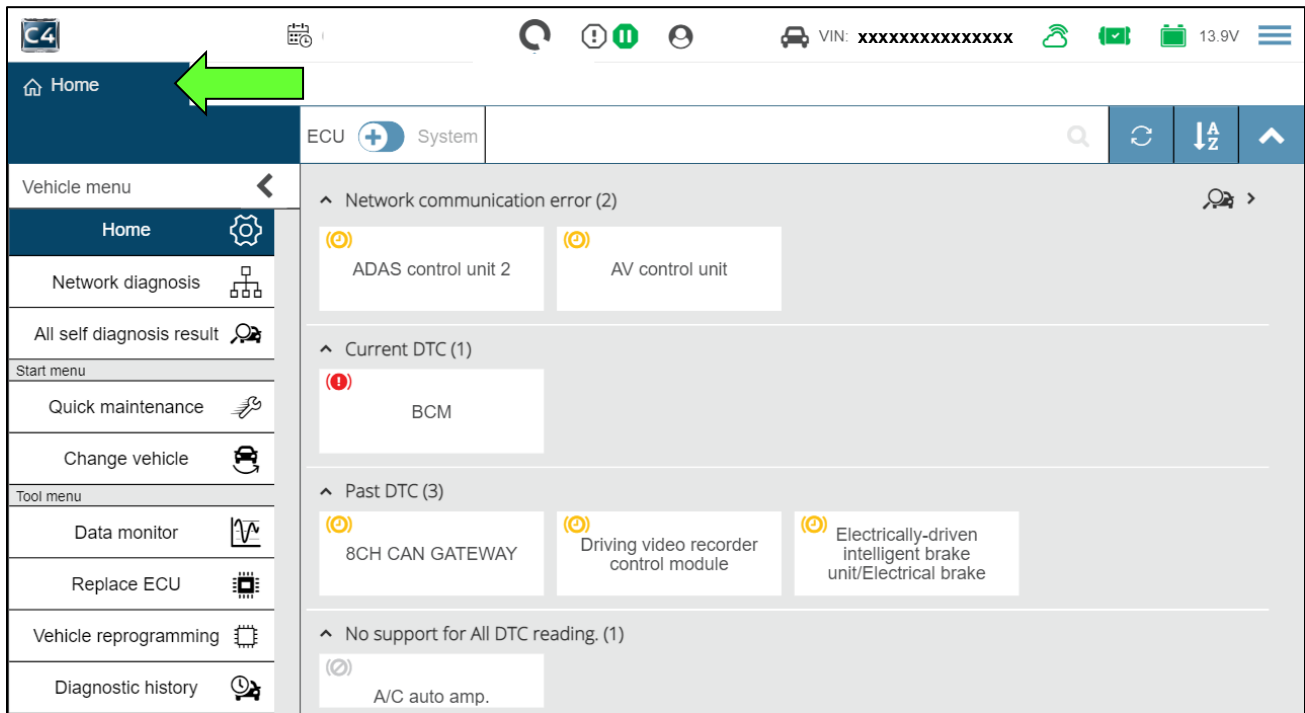 C4
VIN: xxxxxxxxxxxxxxx
13.9V
Home
ECU
System
A
Z
Vehicle menu
Home
Network diagnosis
All self diagnosis result
Start menu
Quick maintenance
Change vehicle
Tool menu
Data monitor
Replace ECU
Vehicle reprogramming
Diagnostic history
Network communication error (2)
ADAS control unit 2
AV control unit
Current DTC (1)
BCM
Past DTC (3)
8CH CAN GATEWAY
Driving video recorder
control module
Electrically-driven
intelligent brake
unit/Electrical brake
No support for All DTC reading. (1)
A/C auto amp.